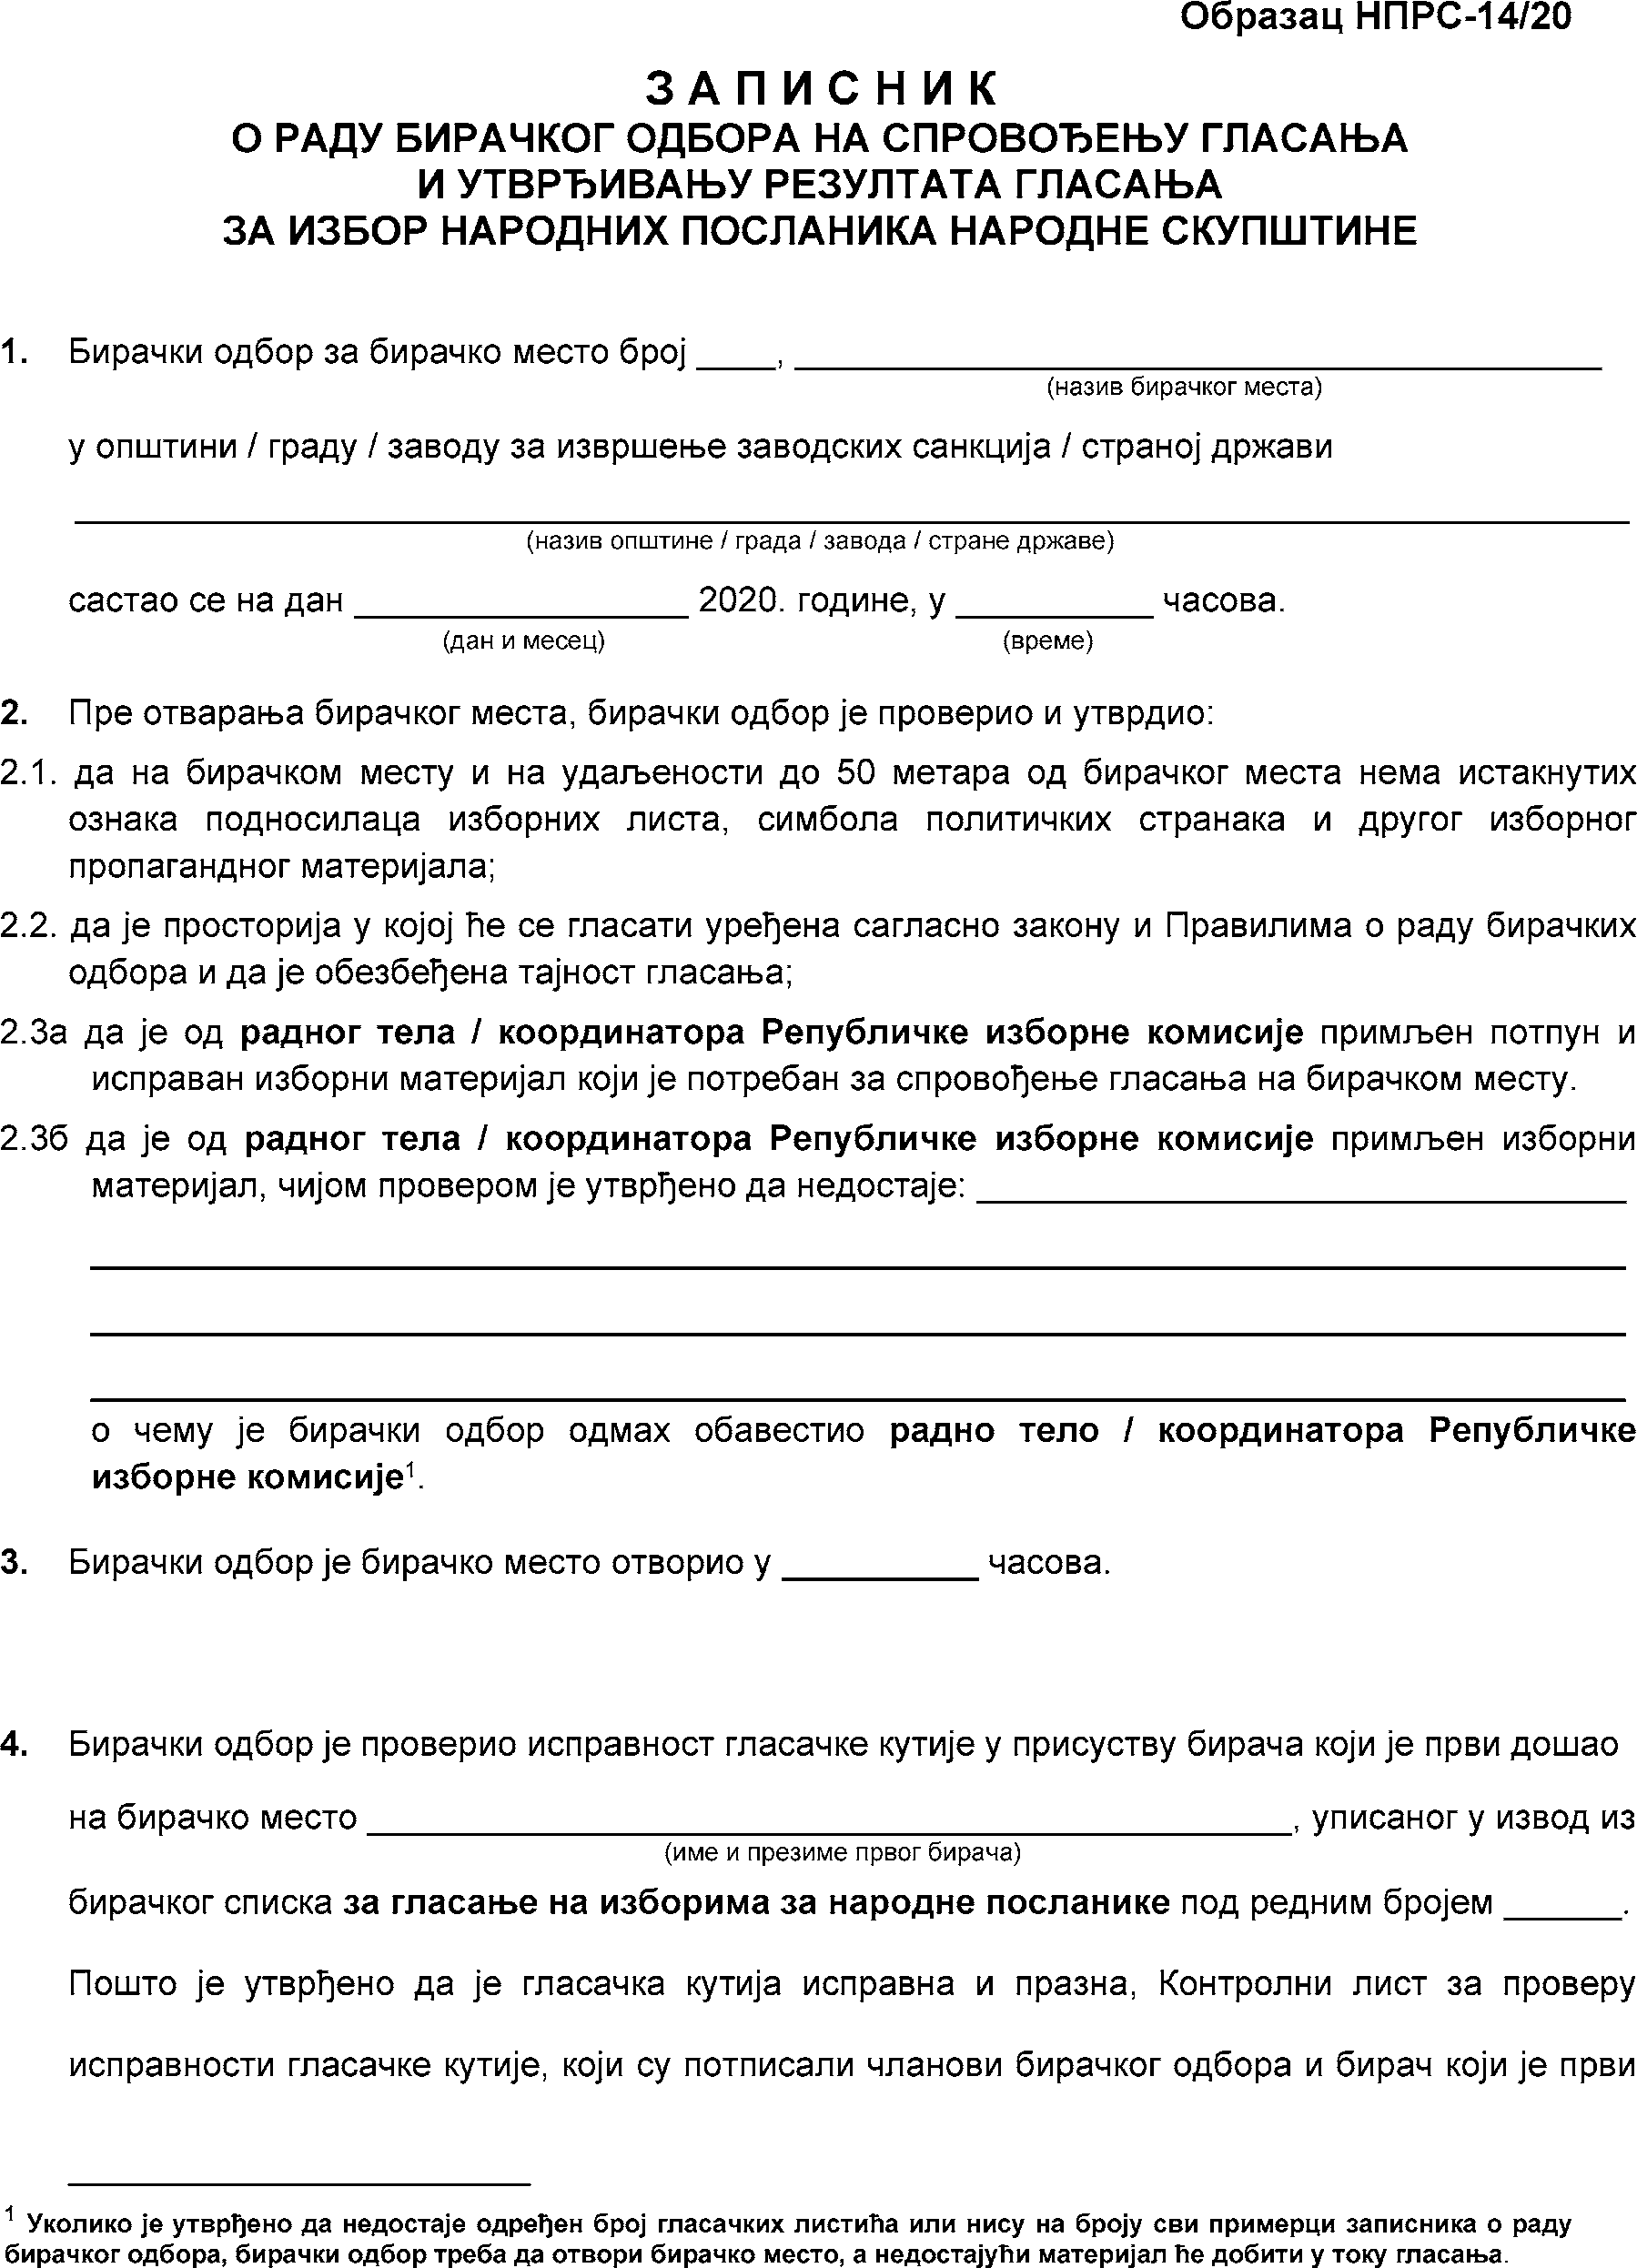 Образац НПРС-14/20
З А П И С Н И К
О РАДУ БИРАЧКОГ ОДБОРА НА СПРОВОЂЕЊУ ГЛАСАЊА
И УТВРЂИВАЊУ РЕЗУЛТАТА ГЛАСАЊА
ЗА ИЗБОР НАРОДНИХ ПОСЛАНИКА НАРОДНЕ СКУПШТИНЕ
1. Бирачки одбор за бирачко место број ____, ________________________________________
(назив бирачког места)
у општини / граду / заводу за извршење заводских санкција / страној држави
______________________________________________________________________________
(назив општине / града / завода / стране државе)
састао се на дан _________________ 2020. године, у __________ часова.
(дан и месец) (време)
2. Пре отварања бирачког места, бирачки одбор је проверио и утврдио:
2.1. да на бирачком месту и на удаљености до 50 метара од бирачког места нема истакнутих
ознака подносилаца изборних листа, симбола политичких странака и другог изборног
пропагандног материјала;
2.2. да је просторија у којој ће се гласати уређена сагласно закону и Правилима о раду бирачких
одбора и да је обезбеђена тајност гласања;
2.3а да је од радног тела / координатора Републичке изборне комисије примљен потпун и
исправан изборни материјал који је потребан за спровођење гласања на бирачком месту.
2.3б да је од радног тела / координатора Републичке изборне комисије примљен изборни
материјал, чијом провером је утврђено да недостаје: _________________________________
______________________________________________________________________________
______________________________________________________________________________
______________________________________________________________________________
о чему је бирачки одбор одмах обавестио радно тело / координатора Републичке
изборне комисије¹.
3. Бирачки одбор је бирачко место отворио у __________ часова.
4. Бирачки одбор је проверио исправност гласачке кутије у присуству бирача који је први дошао
на бирачко место _______________________________________________, уписаног у извод из
(име и презиме првог бирача)
бирачког списка за гласање на изборима за народне посланике под редним бројем ______.
Пошто је утврђено да је гласачка кутија исправна и празна, Контролни лист за проверу
исправности гласачке кутије, који су потписали чланови бирачког одбора и бирач који је први
¹ Уколико је утврђено да недостаје одређен број гласачких листића или нису на броју сви примерци записника о раду
бирачког одбора, бирачки одбор треба да отвори бирачко место, а недостајући материјал ће добити у току гласања.